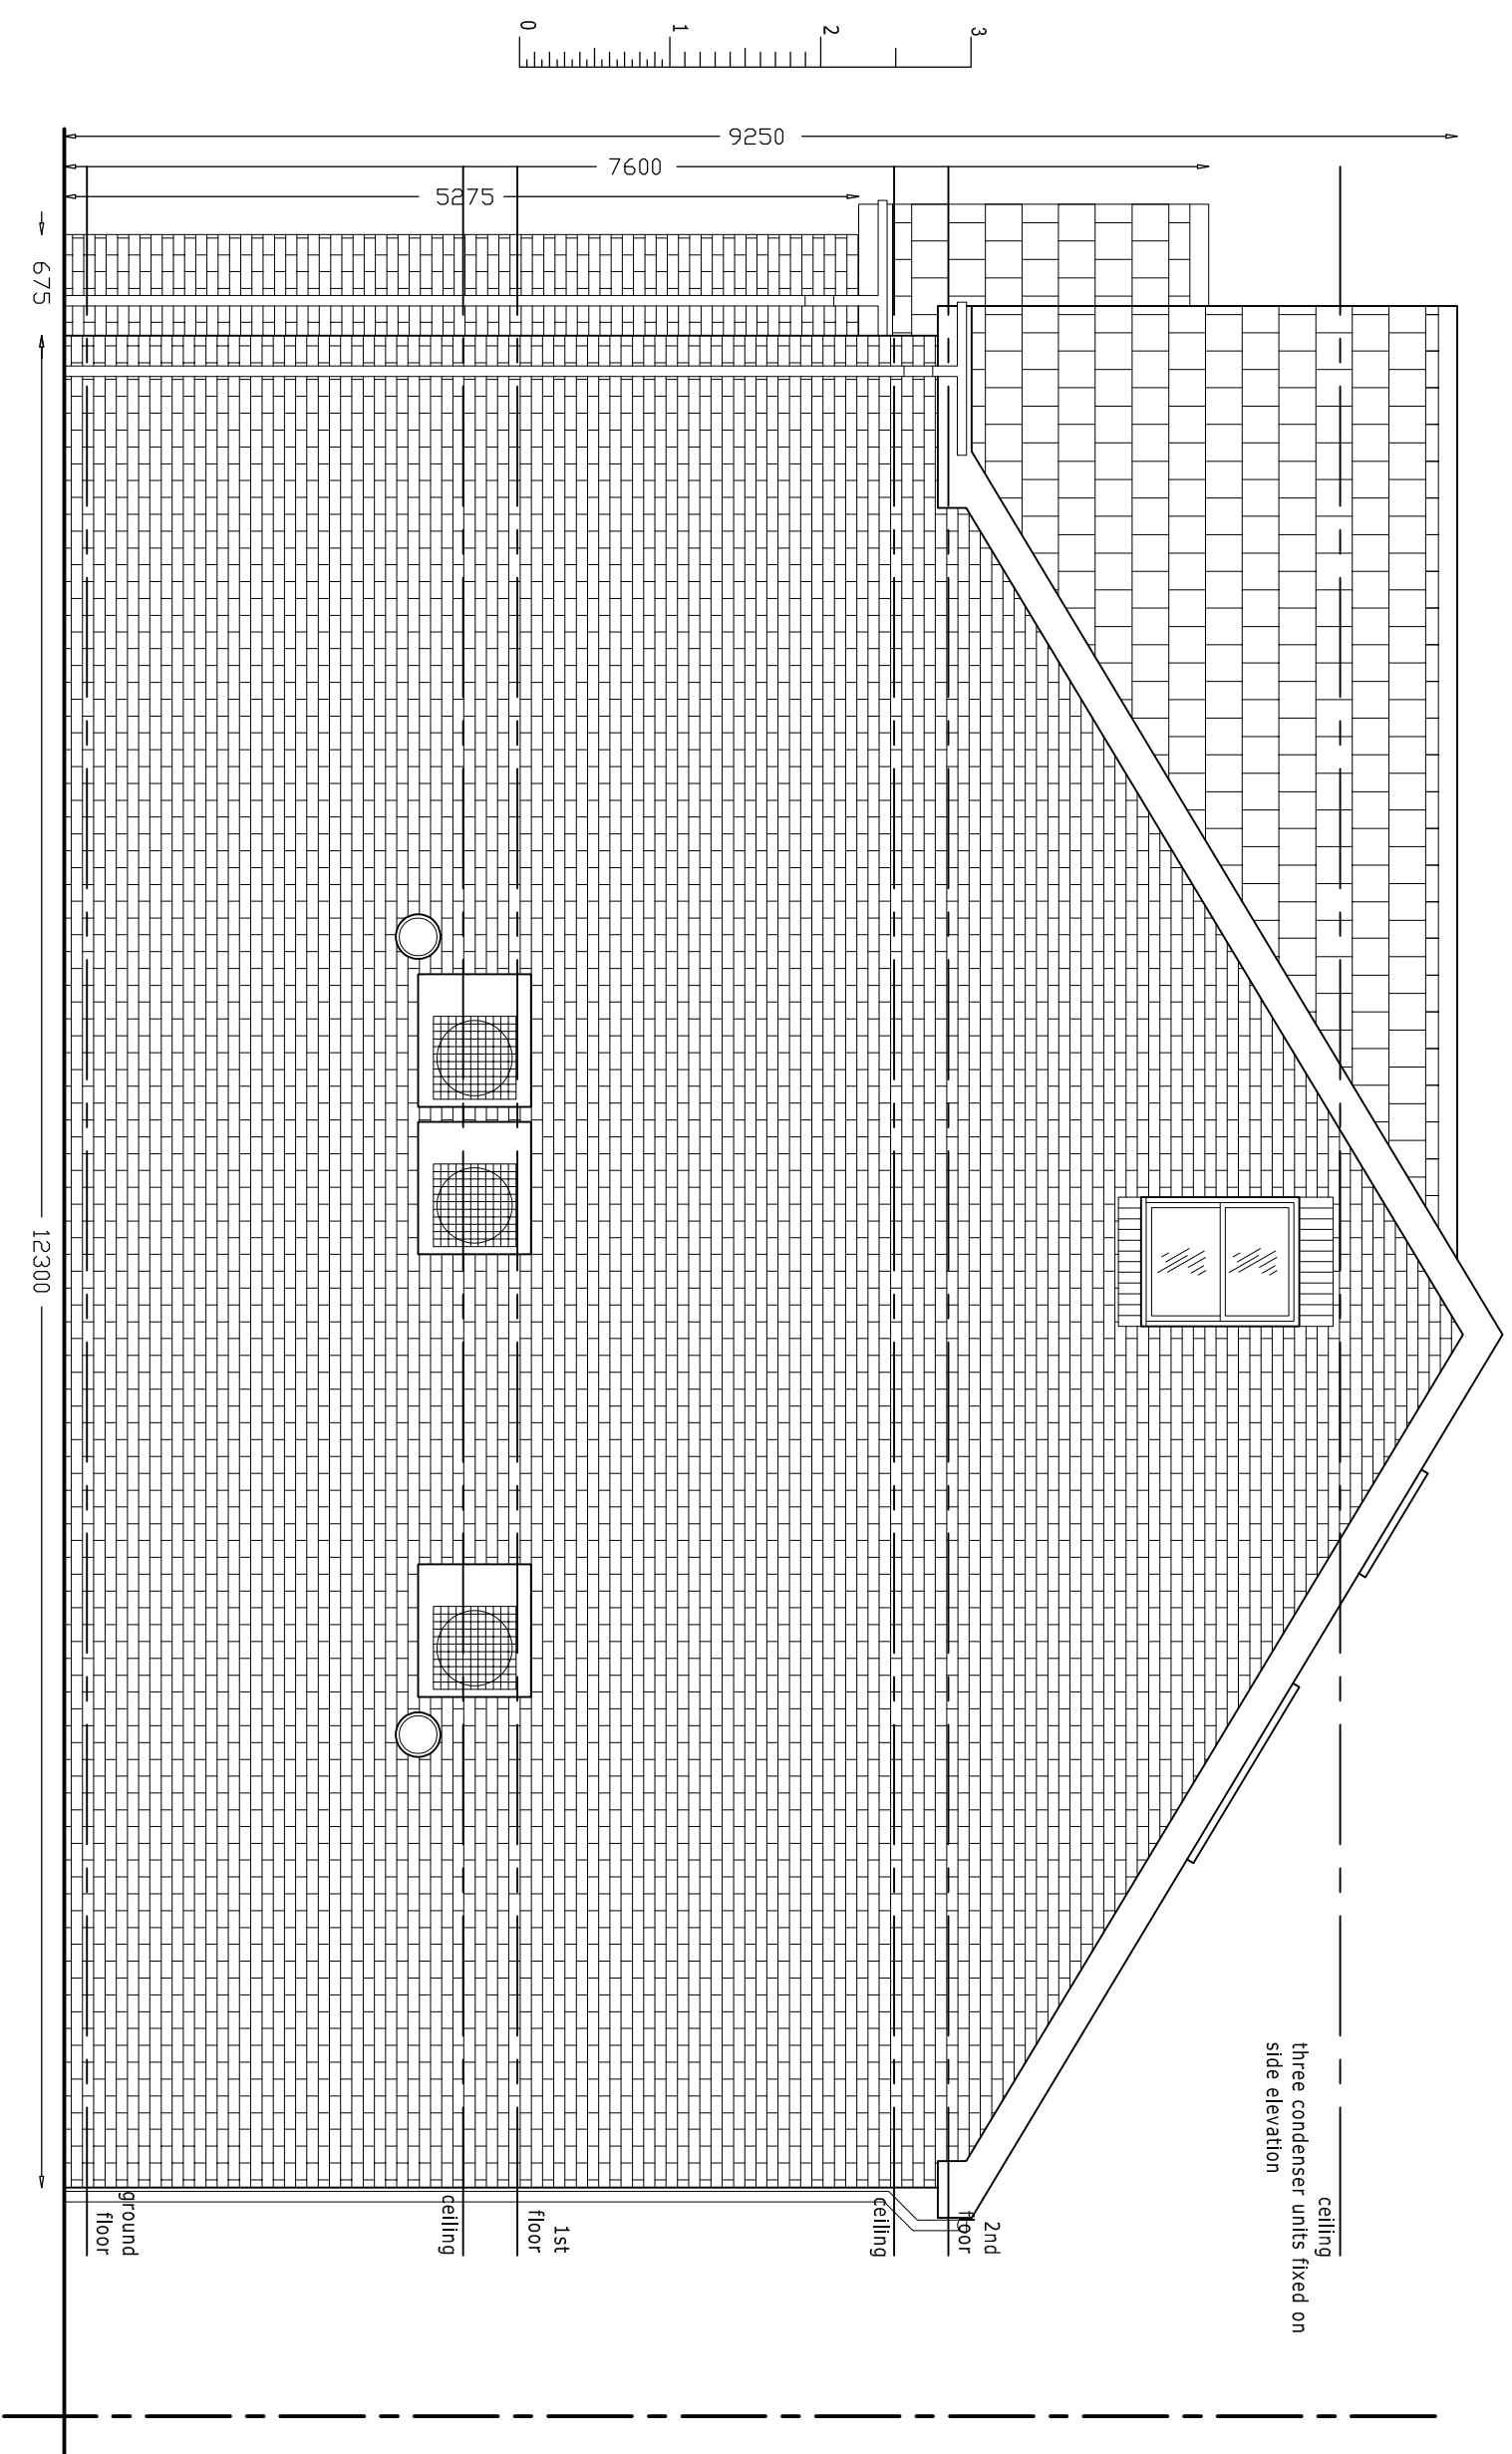 0
1
2
3
9250
7600
5275
675
12300
three condenser units fixed on
side elevation
ceiling
2nd
floor
ceiling
1st
floor
ceiling
ground
floor